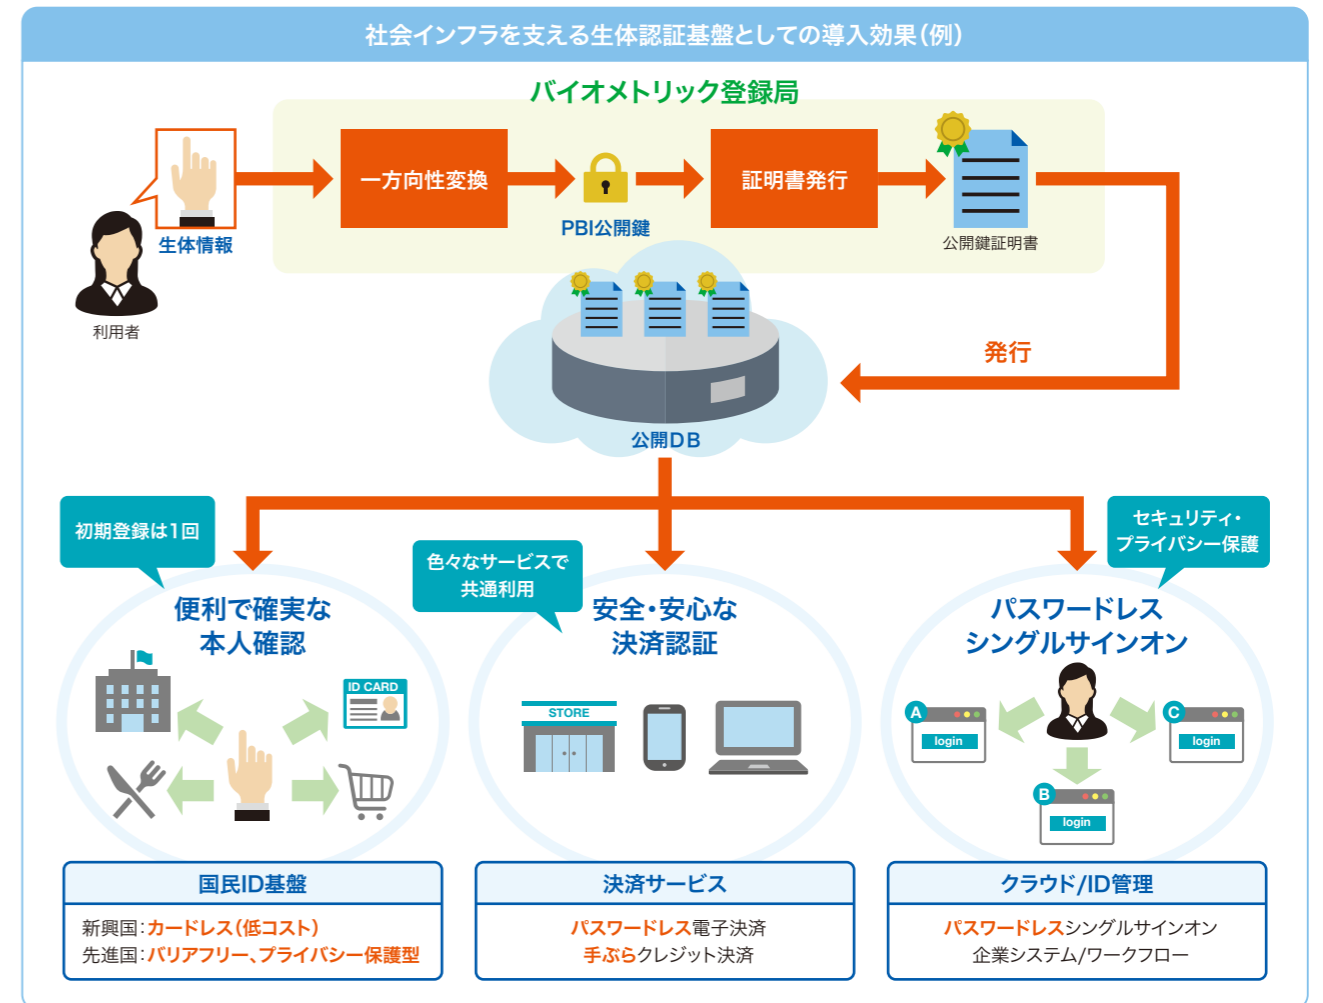 社会インフラを支える生体認証基盤としての導入効果（例）
バイオメトリック登録局
一方向性変換
PBI公開鍵
証明書発行
公開鍵証明書
生体情報
利用者
発行
公開DB
初期登録は1回
色々なサービスで
共通利用
セキュリティ・
プライバシー保護
便利で確実な
本人確認
ID CARD
安全・安心な
決済認証
STORE
パスワードレス
シングルサインオン
A
login
C
login
B
login
国民ID基盤
新興国：カードレス（低コスト）
先進国：バリアフリー、プライバシー保護型
決済サービス
パスワードレス電子決済
手ぶらクレジット決済
クラウド/ID管理
パスワードレスシングルサインオン
企業システム/ワークフロー